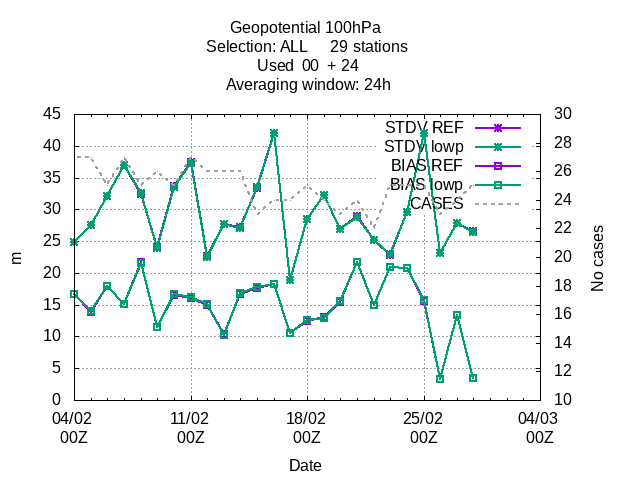 Geopotential 100hPa
Selection: ALL     29 stations
Used  00  + 24
Averaging window: 24h
45
40
35
30
25
20
15
10
5
0
m
30
28
26
24
22
20
18
16
14
12
10
No cases
STDV REF
STDV lowp
BIAS REF
BIAS lowp
CASES
04/02 11/02 18/02 25/02 04/03
00Z 00Z 00Z 00Z 00Z
Date